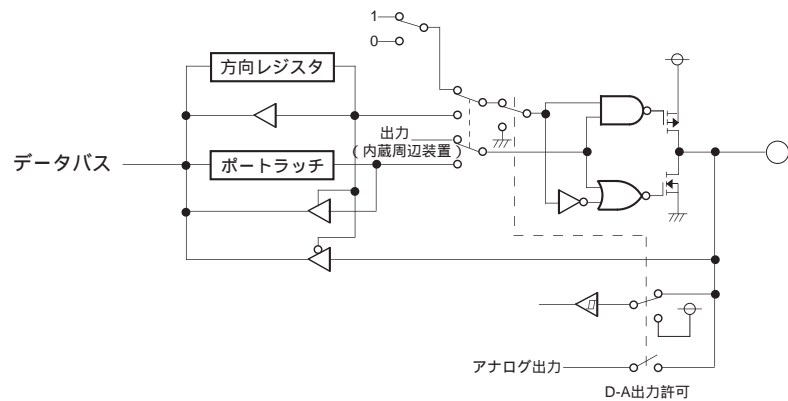 1
0
方向レジスタ
出力
(内蔵周辺装置)
データバス
ポートラッチ
アナログ出力
D-A出力許可